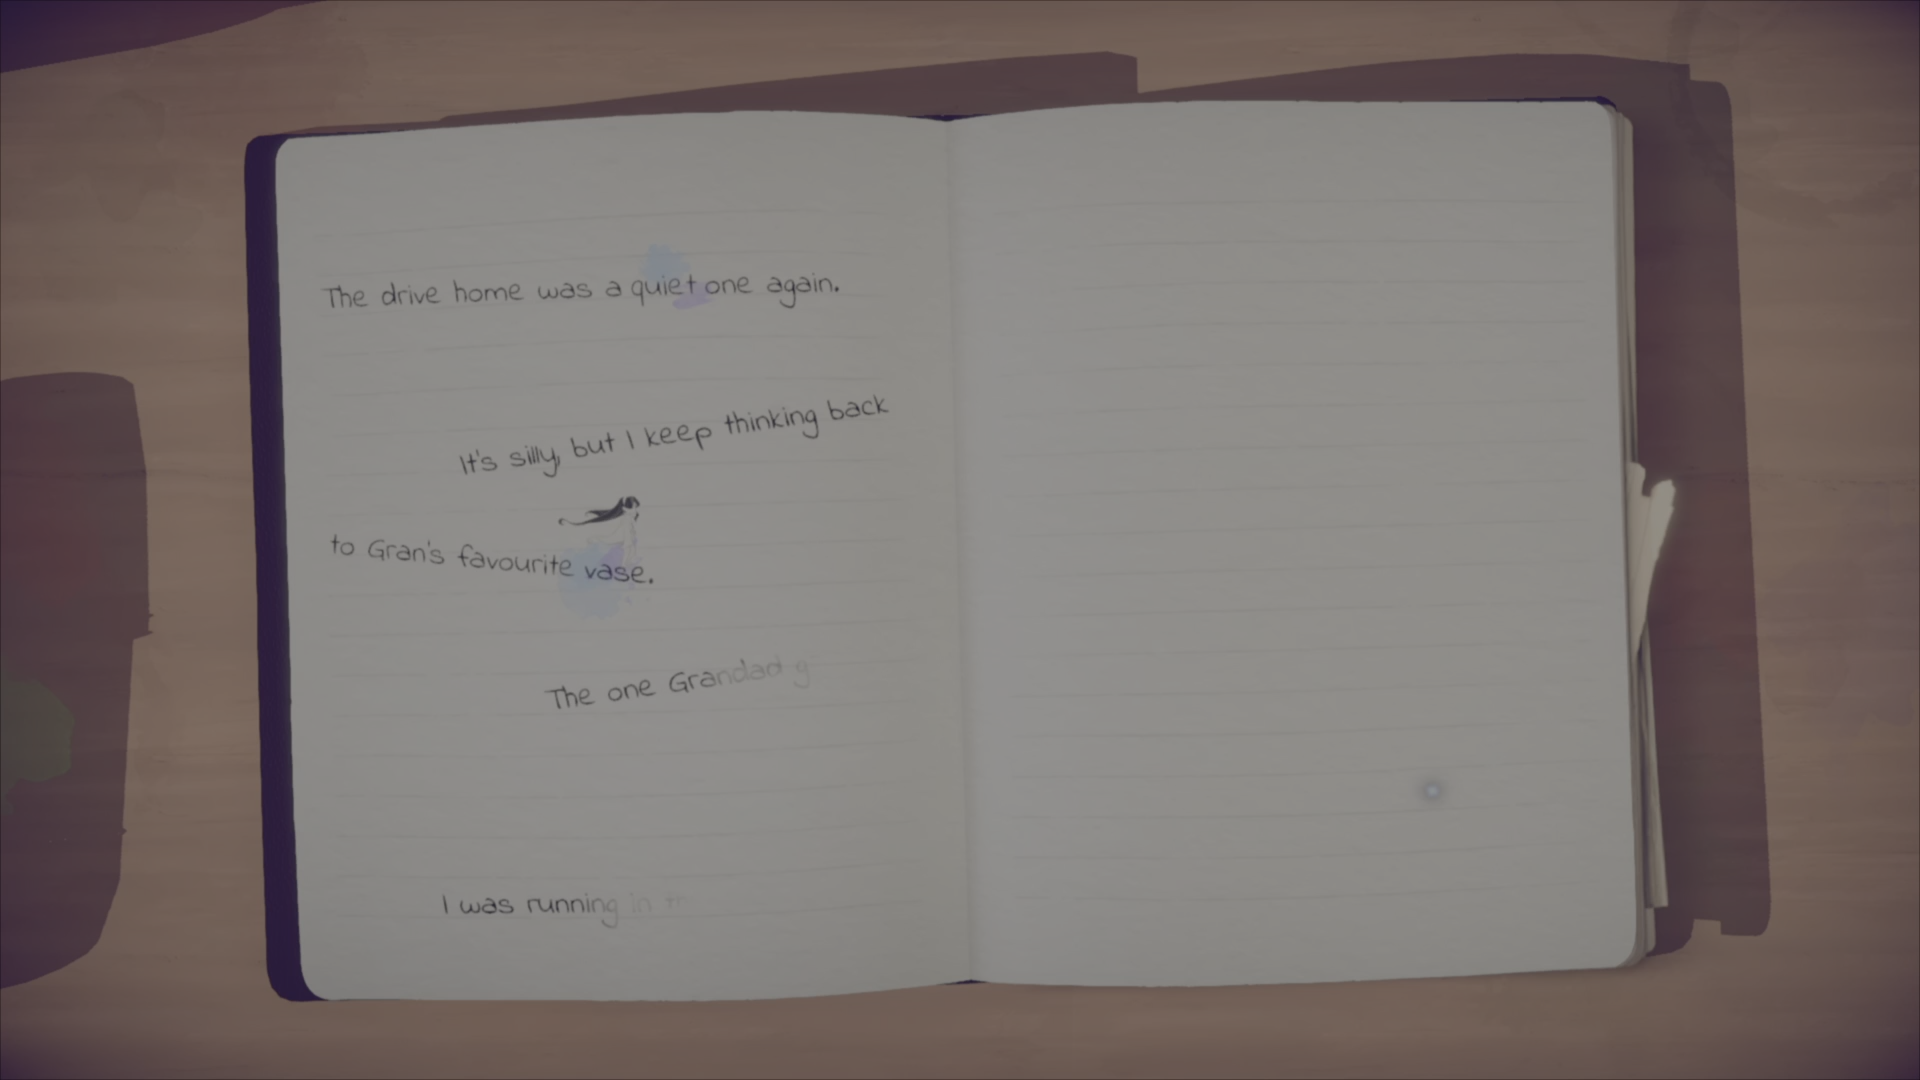 The drive home was a quiet one again.
It's silly, but I keep thinking back
to Gran's favourite vase.
The one Grandad g
I was running in